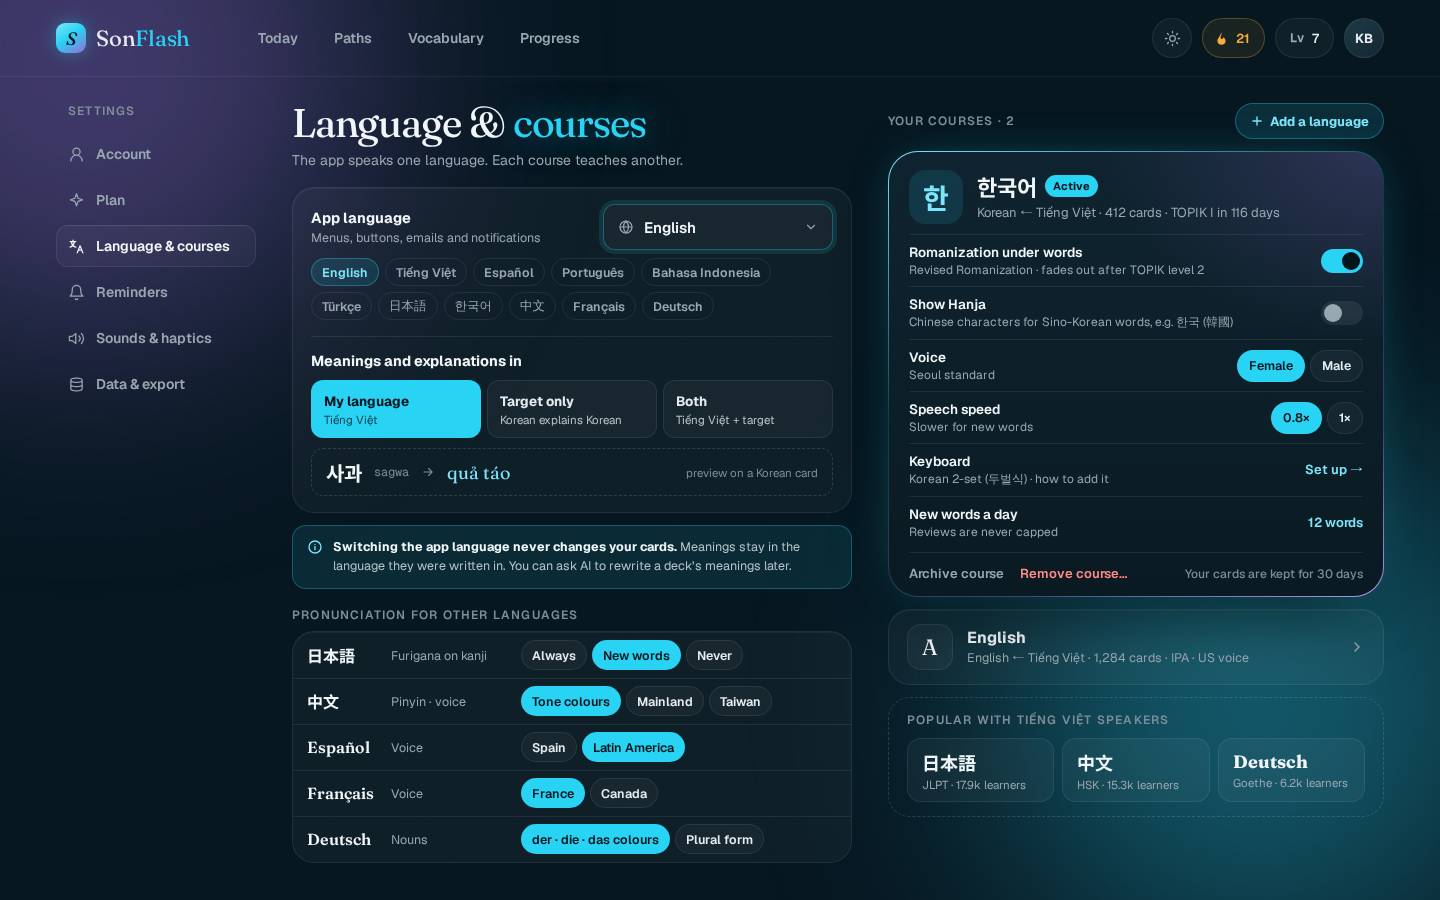 S SonFlash
Today
Paths
Vocabulary
Progress
21
Lv 7
KB
SETTINGS
Account
Plan
Language & courses
Reminders
Sounds & haptics
Data & export
Language & courses
The app speaks one language. Each course teaches another.
App language
Menus, buttons, emails and notifications
English
English Tiếng Việt Español Português Bahasa Indonesia
Türkçe 日本語 한국어 中文 Français Deutsch
Meanings and explanations in
My language
Tiếng Việt
Target only
Korean explains Korean
Both
Tiếng Việt + target
사과 sagwa → quả táo preview on a Korean card
Switching the app language never changes your cards. Meanings stay in the
language they were written in. You can ask AI to rewrite a deck's meanings later.
PRONUNCIATION FOR OTHER LANGUAGES
日本語 Furigana on kanji Always New words Never
中文 Pinyin · voice Tone colours Mainland Taiwan
Español Voice Spain Latin America
Français Voice France Canada
Deutsch Nouns der · die · das colours Plural form
YOUR COURSES · 2
+ Add a language
한
한국어 Active
Korean ← Tiếng Việt · 412 cards · TOPIK I in 116 days
Romanization under words
Revised Romanization · fades out after TOPIK level 2
Show Hanja
Chinese characters for Sino-Korean words, e.g. 한국 (韓國)
Voice
Seoul standard
Female Male
Speech speed
Slower for new words
0.8× 1×
Keyboard
Korean 2-set (두벌식) · how to add it
Set up →
New words a day
Reviews are never capped
12 words
Archive course Remove course... Your cards are kept for 30 days
A
English
English ← Tiếng Việt · 1,284 cards · IPA · US voice
POPULAR WITH TIẾNG VIỆT SPEAKERS
日本語
JLPT · 17.9k learners
中文
HSK · 15.3k learners
Deutsch
Goethe · 6.2k learners